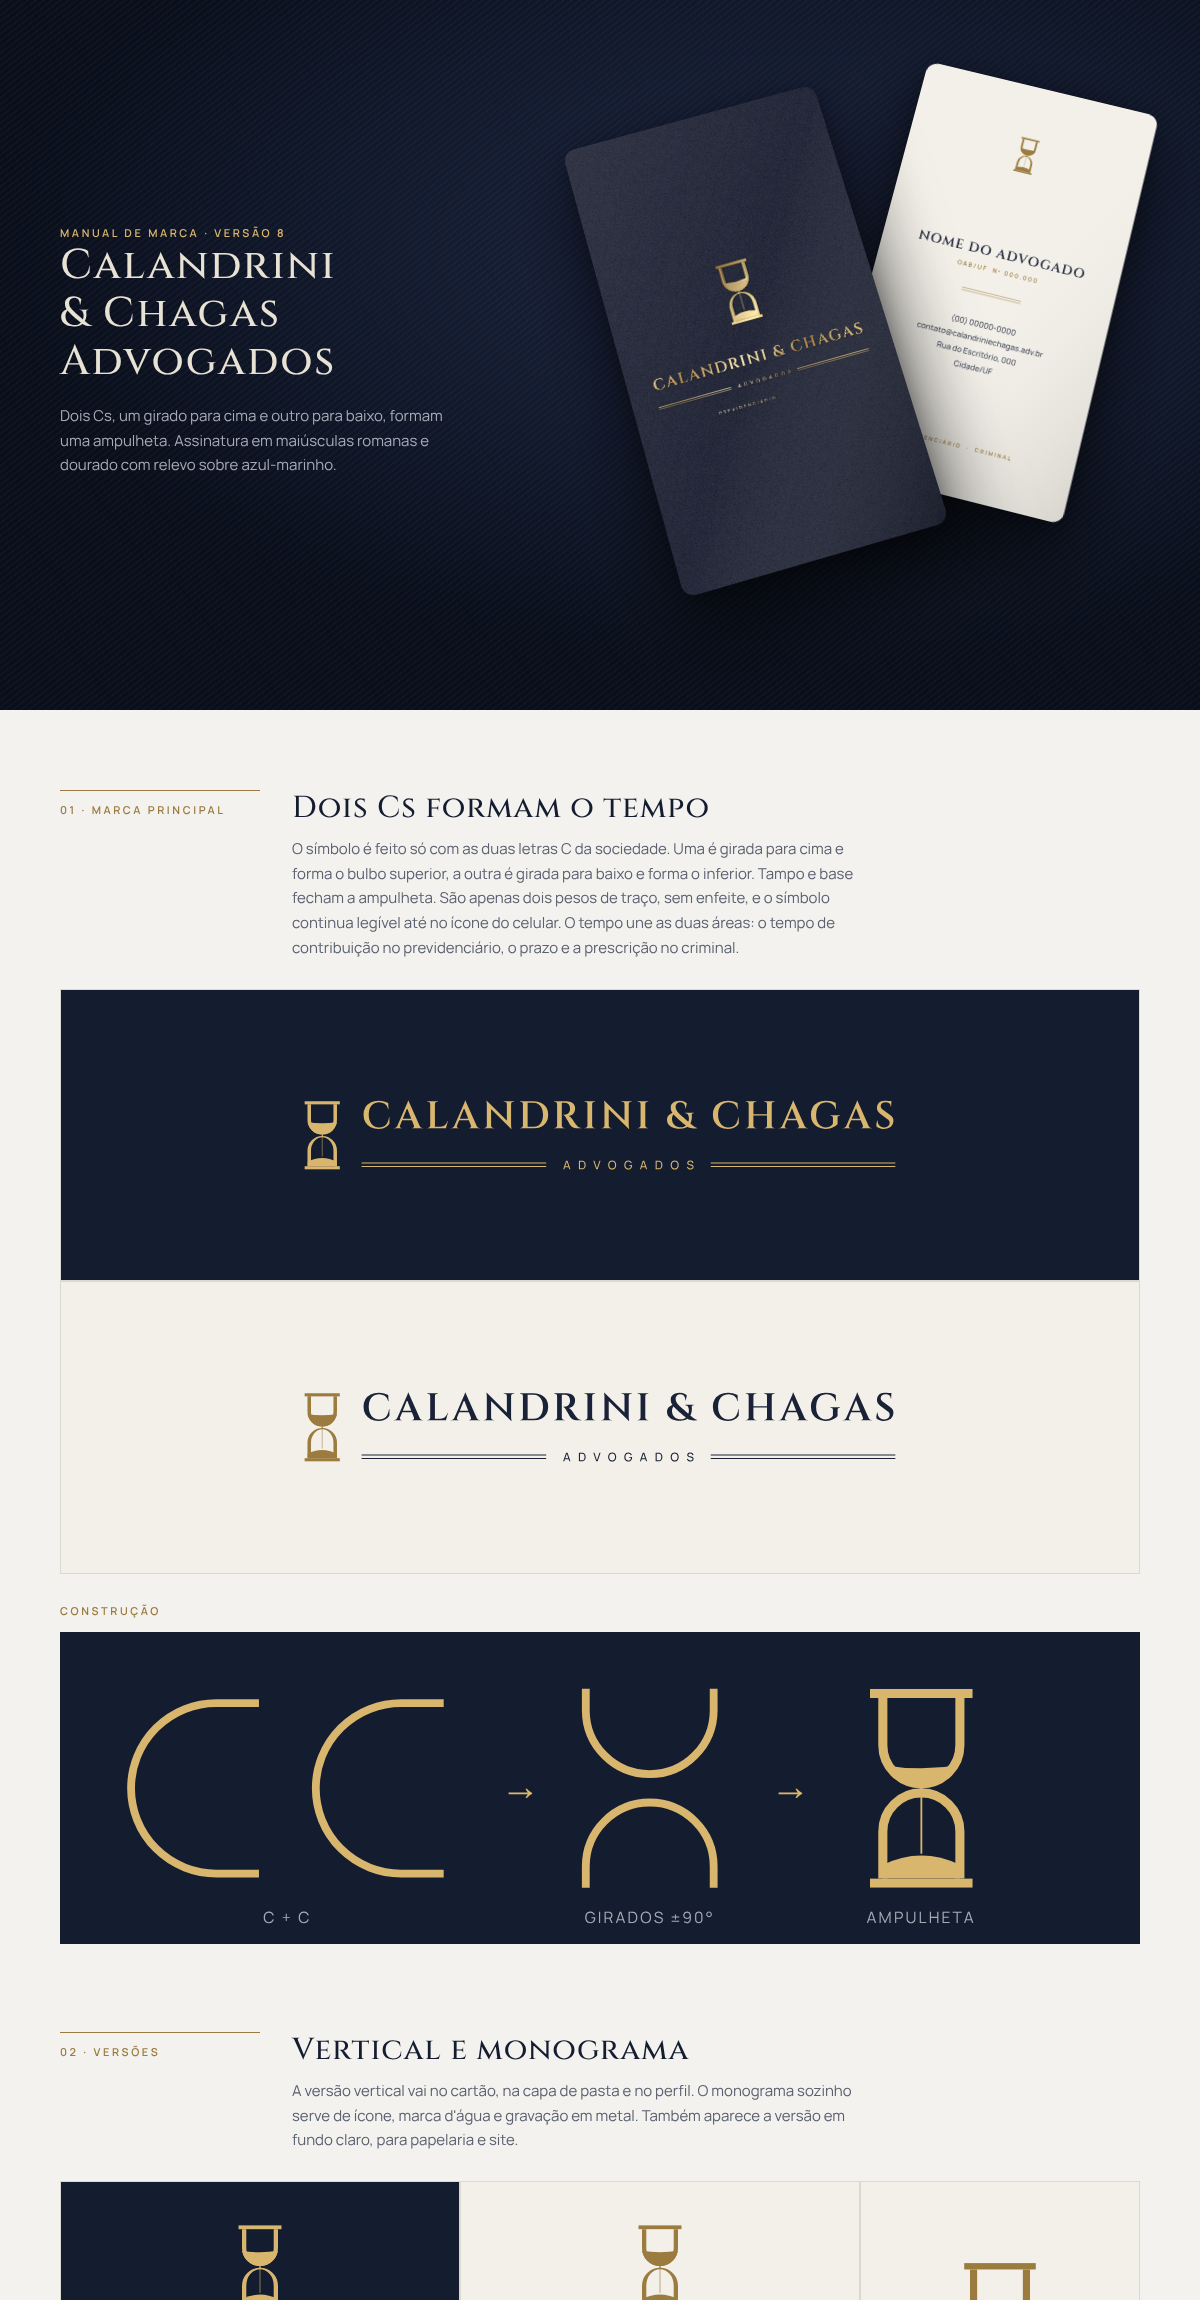 MANUAL DE MARCA · VERSÃO 8
CALANDRINI
& CHAGAS
ADVOGADOS
Dois Cs, um girado para cima e outro para baixo, formam
uma ampulheta. Assinatura em maiúsculas romanas e
dourado com relevo sobre azul-marinho.
CALANDRINI & CHAGAS
ADVOGADOS
NOME DO ADVOGADO
OAB/UF Nº 000.000
(00) 00000-0000
contato@calandriniechagas.adv.br
Rua do Escritório, 000
Cidade/UF
CRIMINAL
01 · MARCA PRINCIPAL
DOIS CS FORMAM O TEMPO
O símbolo é feito só com as duas letras C da sociedade. Uma é girada para cima e
forma o bulbo superior, a outra é girada para baixo e forma o inferior. Tampo e base
fecham a ampulheta. São apenas dois pesos de traço, sem enfeite, e o símbolo
continua legível até no ícone do celular. O tempo une as duas áreas: o tempo de
contribuição no previdenciário, o prazo e a prescrição no criminal.
CALANDRINI & CHAGAS
ADVOGADOS
CALANDRINI & CHAGAS
ADVOGADOS
CONSTRUÇÃO
→ →
C + C
GIRADOS ±90°
AMPULHETA
02 · VERSÕES
VERTICAL E MONOGRAMA
A versão vertical vai no cartão, na capa de pasta e no perfil. O monograma sozinho
serve de ícone, marca d'água e gravação em metal. Também aparece a versão em
fundo claro, para papelaria e site.